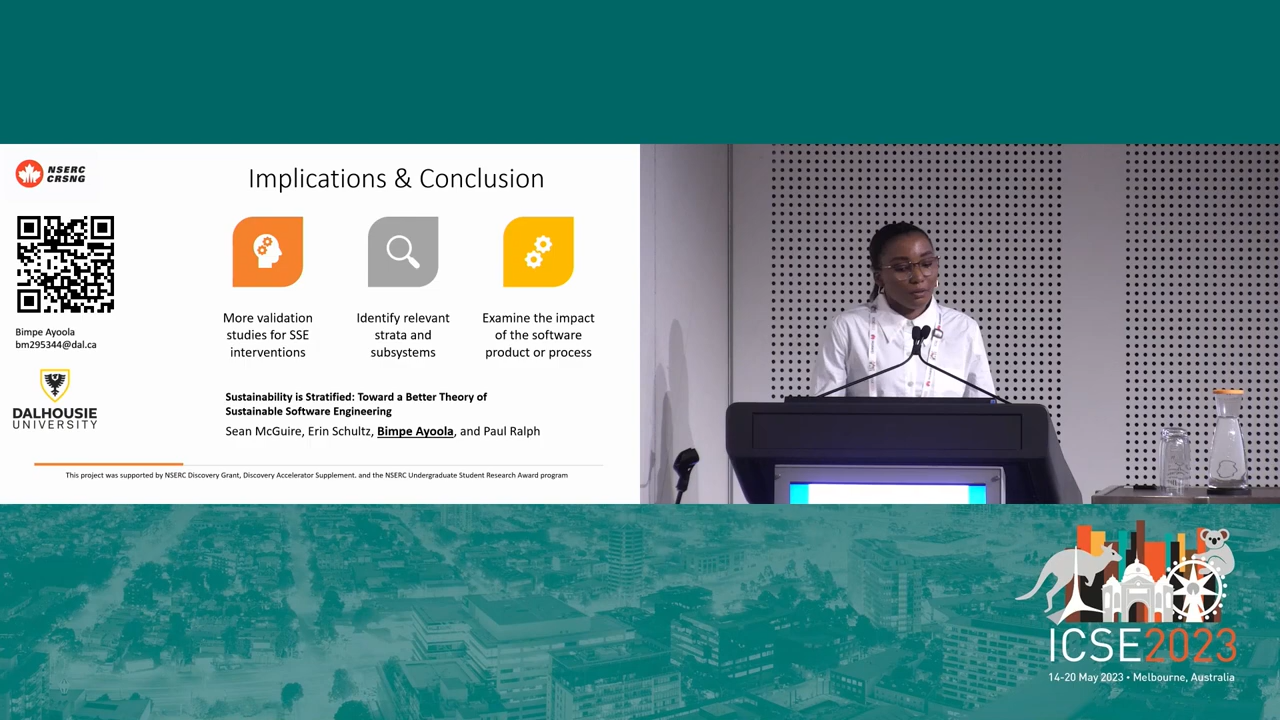 NSERC
CRSNG
Implications & Conclusion
Bimpe Ayoola
bm295344@dal.ca
DALHOUSIE
UNIVERSITY
More validation
studies for SSE
interventions
Identify relevant
strata and
subsystems
Examine the impact
of the software
product or process
Sustainability is Stratified: Toward a Better Theory of
Sustainable Software Engineering
Sean McGuire, Erin Schultz, Bimpe Ayoola, and Paul Ralph
This project was supported by NSERC Discovery Grant, Discovery Accelerator Supplement. and the NSERC Undergraduate Student Research Award program
ICSE2023
14-20 May 2023 • Melbourne, Australia